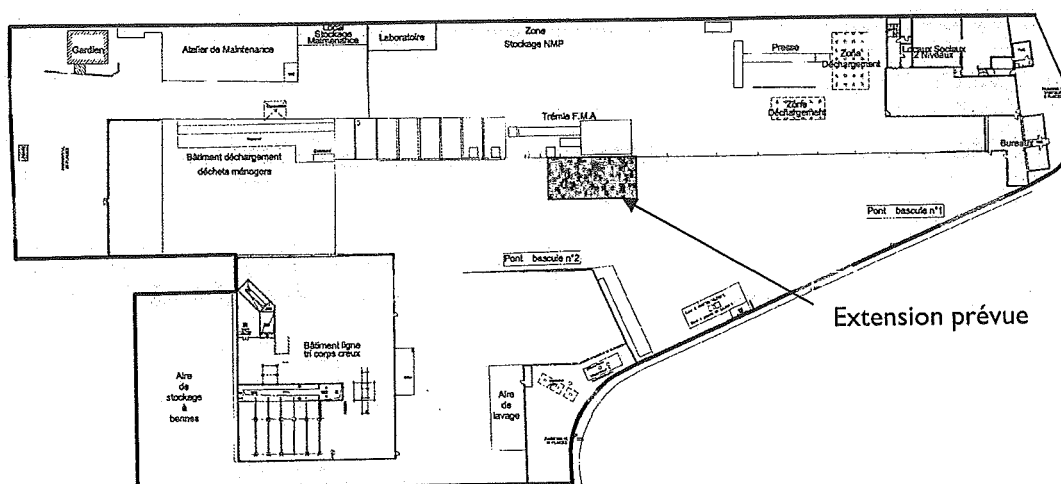 Gardien
Atelier de Maintenance
Local
Stockage
Maintenance
Laboratoire
Zone
Stockage NMP
Presse
Zone
Déchargement
Locaux Sociaux
2 Niveaux
Zone
Déchargement
Trémie F.M.A
Bâtiment déchargement
déchets ménagers
Bureaux
Pont bascule n°1
Pont bascule n°2
Extension prévue
Bâtiment ligne
tri corps creux
Aire
de
stockage
à
bennes
Aire
de
lavage